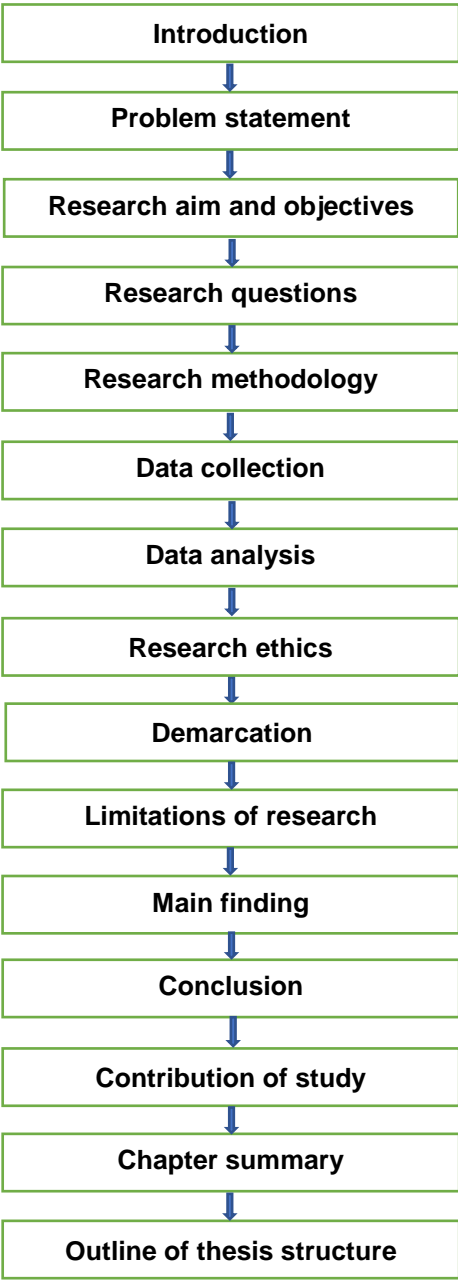 Introduction
Problem statement
Research aim and objectives
Research questions
Research methodology
Data collection
Data analysis
Research ethics
Demarcation
Limitations of research
Main finding
Conclusion
Contribution of study
Chapter summary
Outline of thesis structure